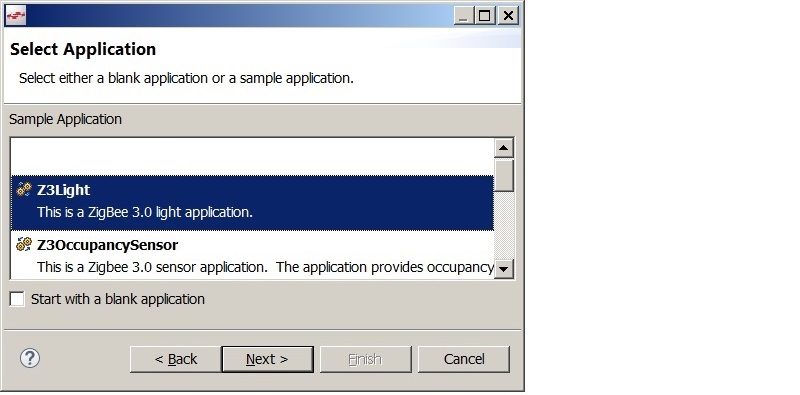 Select Application
Select either a blank application or a sample application.
Sample Application
Z3Light
This is a ZigBee 3.0 light application.
Z3OccupancySensor
This is a Zigbee 3.0 sensor application.  The application provides occupancy
Start with a blank application
? < Back Next > Finish Cancel